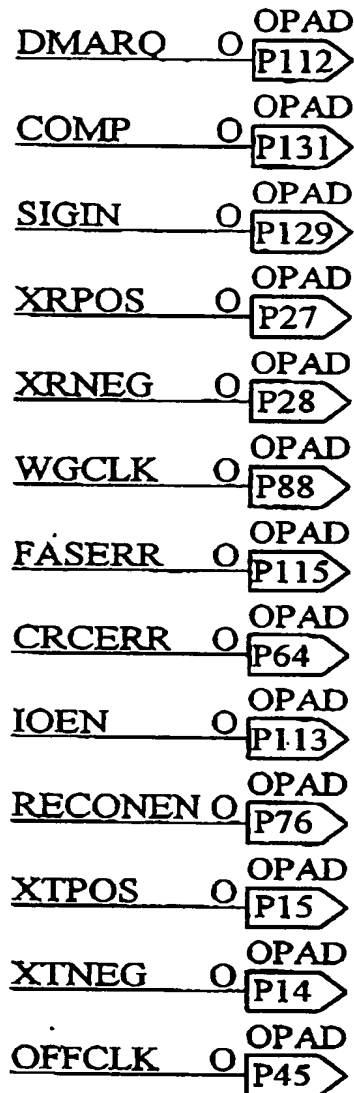 OPAD
DMARQ O P112
OPAD
COMP O P131
OPAD
SIGIN O P129
OPAD
XRPOS O P27
OPAD
XRNEG O P28
OPAD
WGCLK O P88
OPAD
FASERR O P115
OPAD
CRCERR O P64
OPAD
IOEN O P113
OPAD
RECONEN O P76
OPAD
XTPOS O P15
OPAD
XTNEG O P14
OPAD
OFFCLK O P45